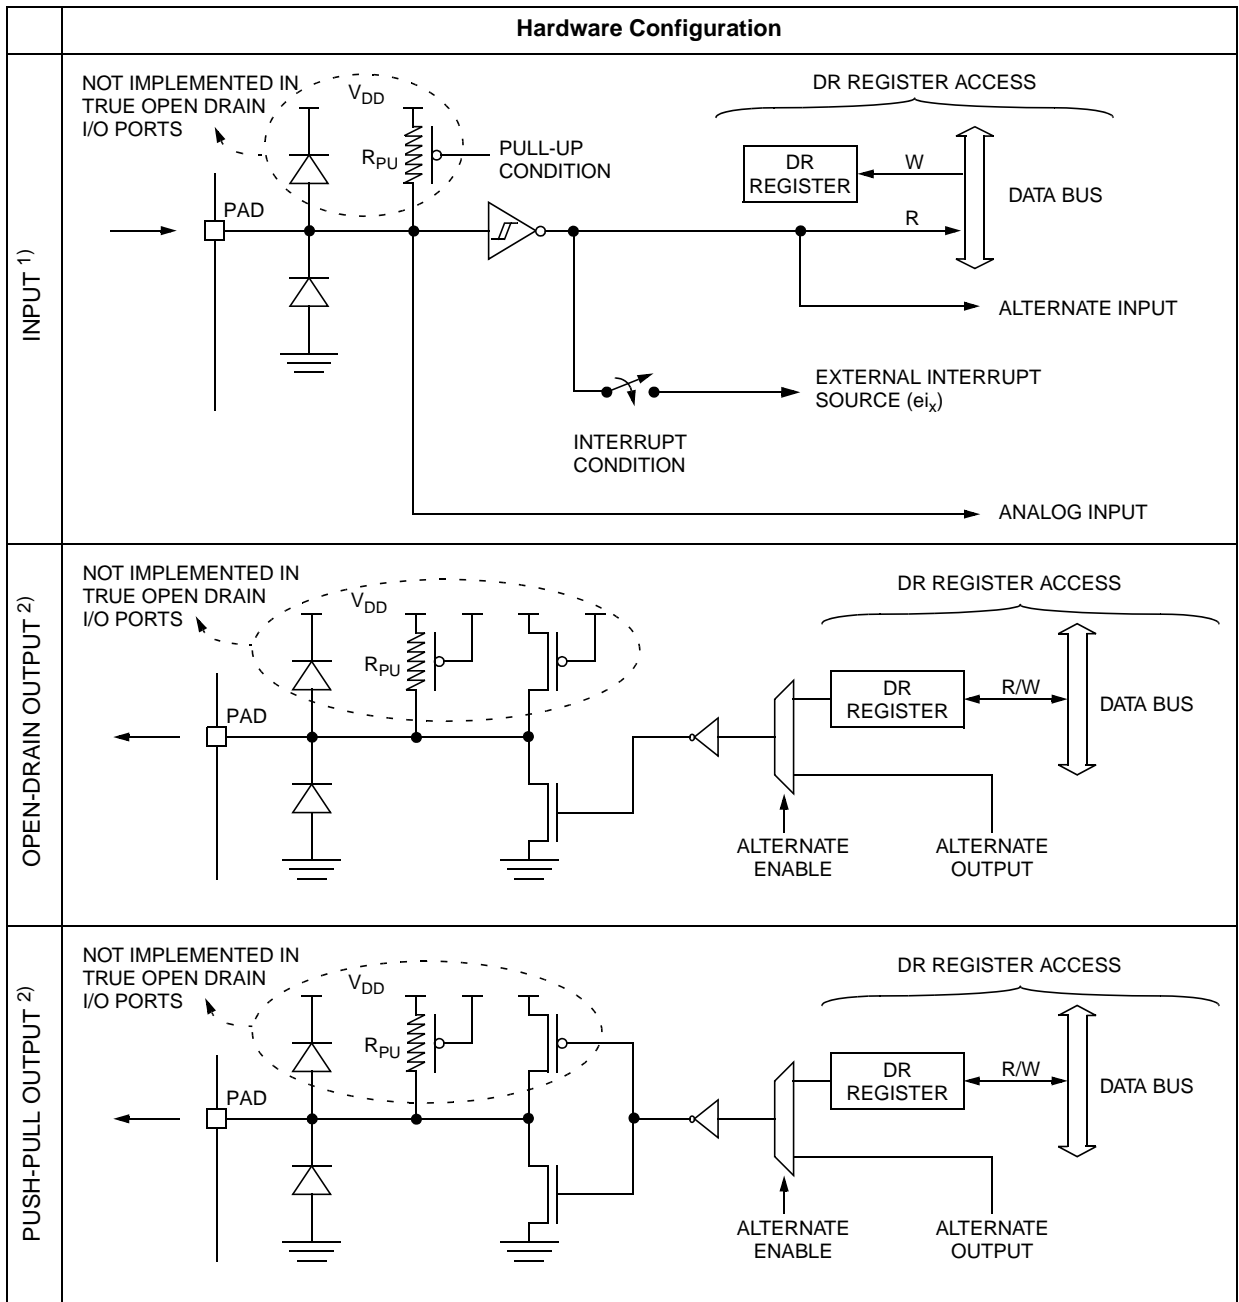 Hardware Configuration
INPUT 1)
NOT IMPLEMENTED IN
TRUE OPEN DRAIN
I/O PORTS
VDD
RPU
PULL-UP
CONDITION
PAD
DR REGISTER ACCESS
DR
REGISTER
W
R
DATA BUS
ALTERNATE INPUT
EXTERNAL INTERRUPT
SOURCE (eix)
INTERRUPT
CONDITION
ANALOG INPUT
OPEN-DRAIN OUTPUT 2)
NOT IMPLEMENTED IN
TRUE OPEN DRAIN
I/O PORTS
VDD
RPU
PAD
DR REGISTER ACCESS
DR
REGISTER
R/W
DATA BUS
ALTERNATE
ENABLE
ALTERNATE
OUTPUT
PUSH-PULL OUTPUT 2)
NOT IMPLEMENTED IN
TRUE OPEN DRAIN
I/O PORTS
VDD
RPU
PAD
DR REGISTER ACCESS
DR
REGISTER
R/W
DATA BUS
ALTERNATE
ENABLE
ALTERNATE
OUTPUT